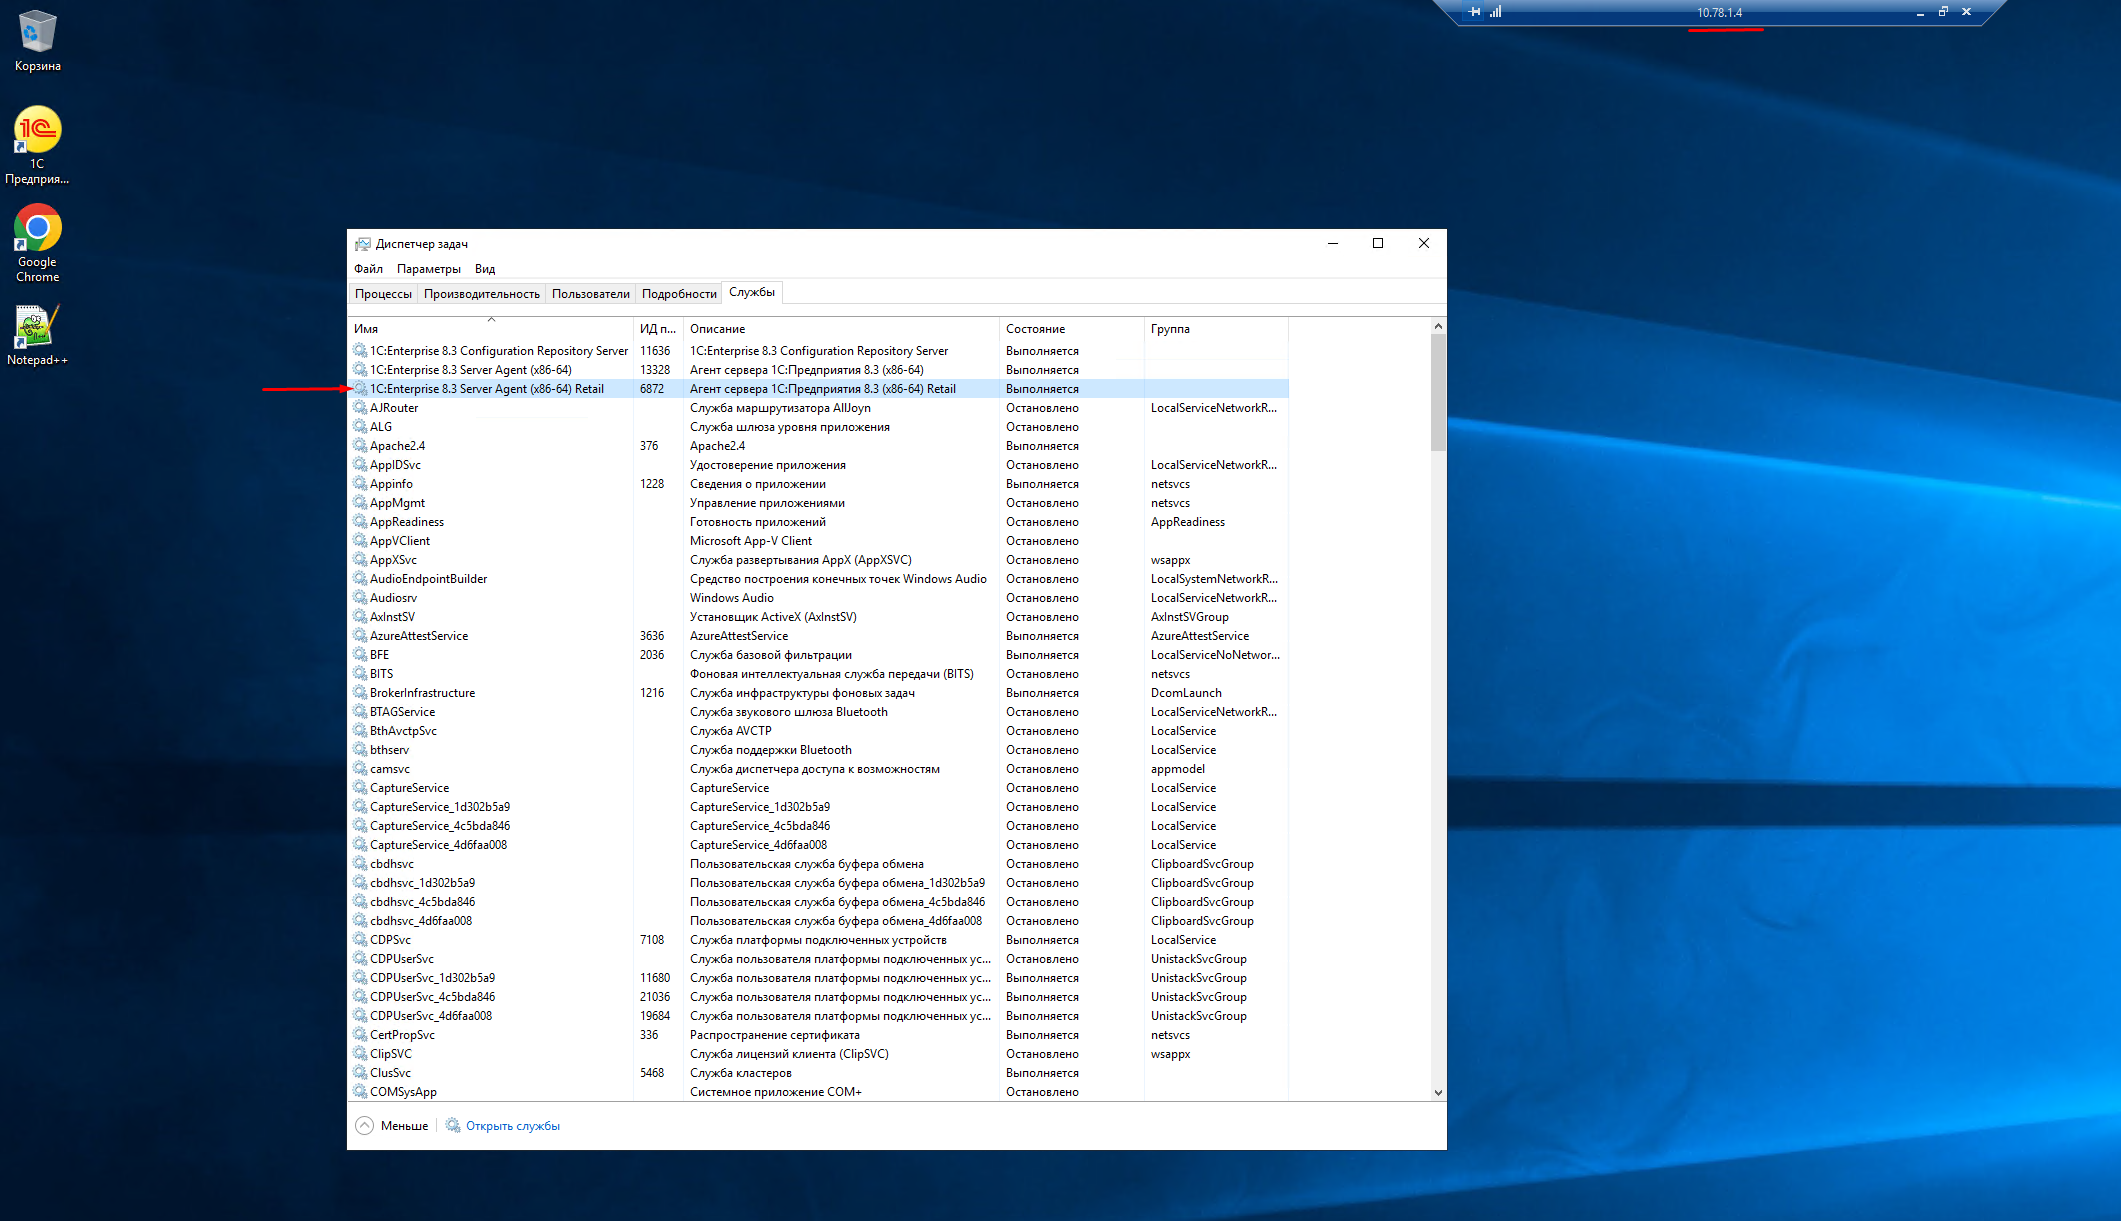 10.78.1.4
Корзина
1C
Предприя...
Google
Chrome
Notepad++
Диспетчер задач
Файл Параметры Вид
Процессы Производительность Пользователи Подробности Службы
Имя ИД п... Описание Состояние Группа
1C:Enterprise 8.3 Configuration Repository Server 11636 1C:Enterprise 8.3 Configuration Repository Server Выполняется
1C:Enterprise 8.3 Server Agent (x86-64) 13328 Агент сервера 1С:Предприятия 8.3 (x86-64) Выполняется
1C:Enterprise 8.3 Server Agent (x86-64) Retail 6872 Агент сервера 1С:Предприятия 8.3 (x86-64) Retail Выполняется
AJRouter Служба маршрутизатора AllJoyn Остановлено LocalServiceNetworkR...
ALG Служба шлюза уровня приложения Остановлено
Apache2.4 376 Apache2.4 Выполняется
AppIDSvc Удостоверение приложения Остановлено LocalServiceNetworkR...
Appinfo 1228 Сведения о приложении Выполняется netsvcs
AppMgmt Управление приложениями Остановлено netsvcs
AppReadiness Готовность приложений Остановлено AppReadiness
AppVClient Microsoft App-V Client Остановлено
AppXSvc Служба развертывания AppX (AppXSVC) Остановлено wsappx
AudioEndpointBuilder Средство построения конечных точек Windows Audio Остановлено LocalSystemNetworkR...
Audiosrv Windows Audio Остановлено LocalServiceNetworkR...
AxInstSV Установщик ActiveX (AxInstSV) Остановлено AxInstSVGroup
AzureAttestService 3636 AzureAttestService Выполняется AzureAttestService
BFE 2036 Служба базовой фильтрации Выполняется LocalServiceNoNetwor...
BITS Фоновая интеллектуальная служба передачи (BITS) Остановлено netsvcs
BrokerInfrastructure 1216 Служба инфраструктуры фоновых задач Выполняется DcomLaunch
BTAGService Служба звукового шлюза Bluetooth Остановлено LocalServiceNetworkR...
BthAvctpSvc Служба AVCTP Остановлено LocalService
bthserv Служба поддержки Bluetooth Остановлено LocalService
camsvc Служба диспетчера доступа к возможностям Остановлено appmodel
CaptureService CaptureService Остановлено LocalService
CaptureService_1d302b5a9 CaptureService_1d302b5a9 Остановлено LocalService
CaptureService_4c5bda846 CaptureService_4c5bda846 Остановлено LocalService
CaptureService_4d6faa008 CaptureService_4d6faa008 Остановлено LocalService
cbdhsvc Пользовательская служба буфера обмена Остановлено ClipboardSvcGroup
cbdhsvc_1d302b5a9 Пользовательская служба буфера обмена_1d302b5a9 Остановлено ClipboardSvcGroup
cbdhsvc_4c5bda846 Пользовательская служба буфера обмена_4c5bda846 Остановлено ClipboardSvcGroup
cbdhsvc_4d6faa008 Пользовательская служба буфера обмена_4d6faa008 Остановлено ClipboardSvcGroup
CDPSvc 7108 Служба платформы подключенных устройств Выполняется LocalService
CDPUserSvc Служба пользователя платформы подключенных ус... Остановлено UnistackSvcGroup
CDPUserSvc_1d302b5a9 11680 Служба пользователя платформы подключенных ус... Выполняется UnistackSvcGroup
CDPUserSvc_4c5bda846 21036 Служба пользователя платформы подключенных ус... Выполняется UnistackSvcGroup
CDPUserSvc_4d6faa008 19684 Служба пользователя платформы подключенных ус... Выполняется UnistackSvcGroup
CertPropSvc 336 Распространение сертификата Выполняется netsvcs
ClipSVC Служба лицензий клиента (ClipSVC) Остановлено wsappx
ClusSvc 5468 Служба кластеров Выполняется
COMSysApp Системное приложение COM+ Остановлено
Меньше Открыть службы